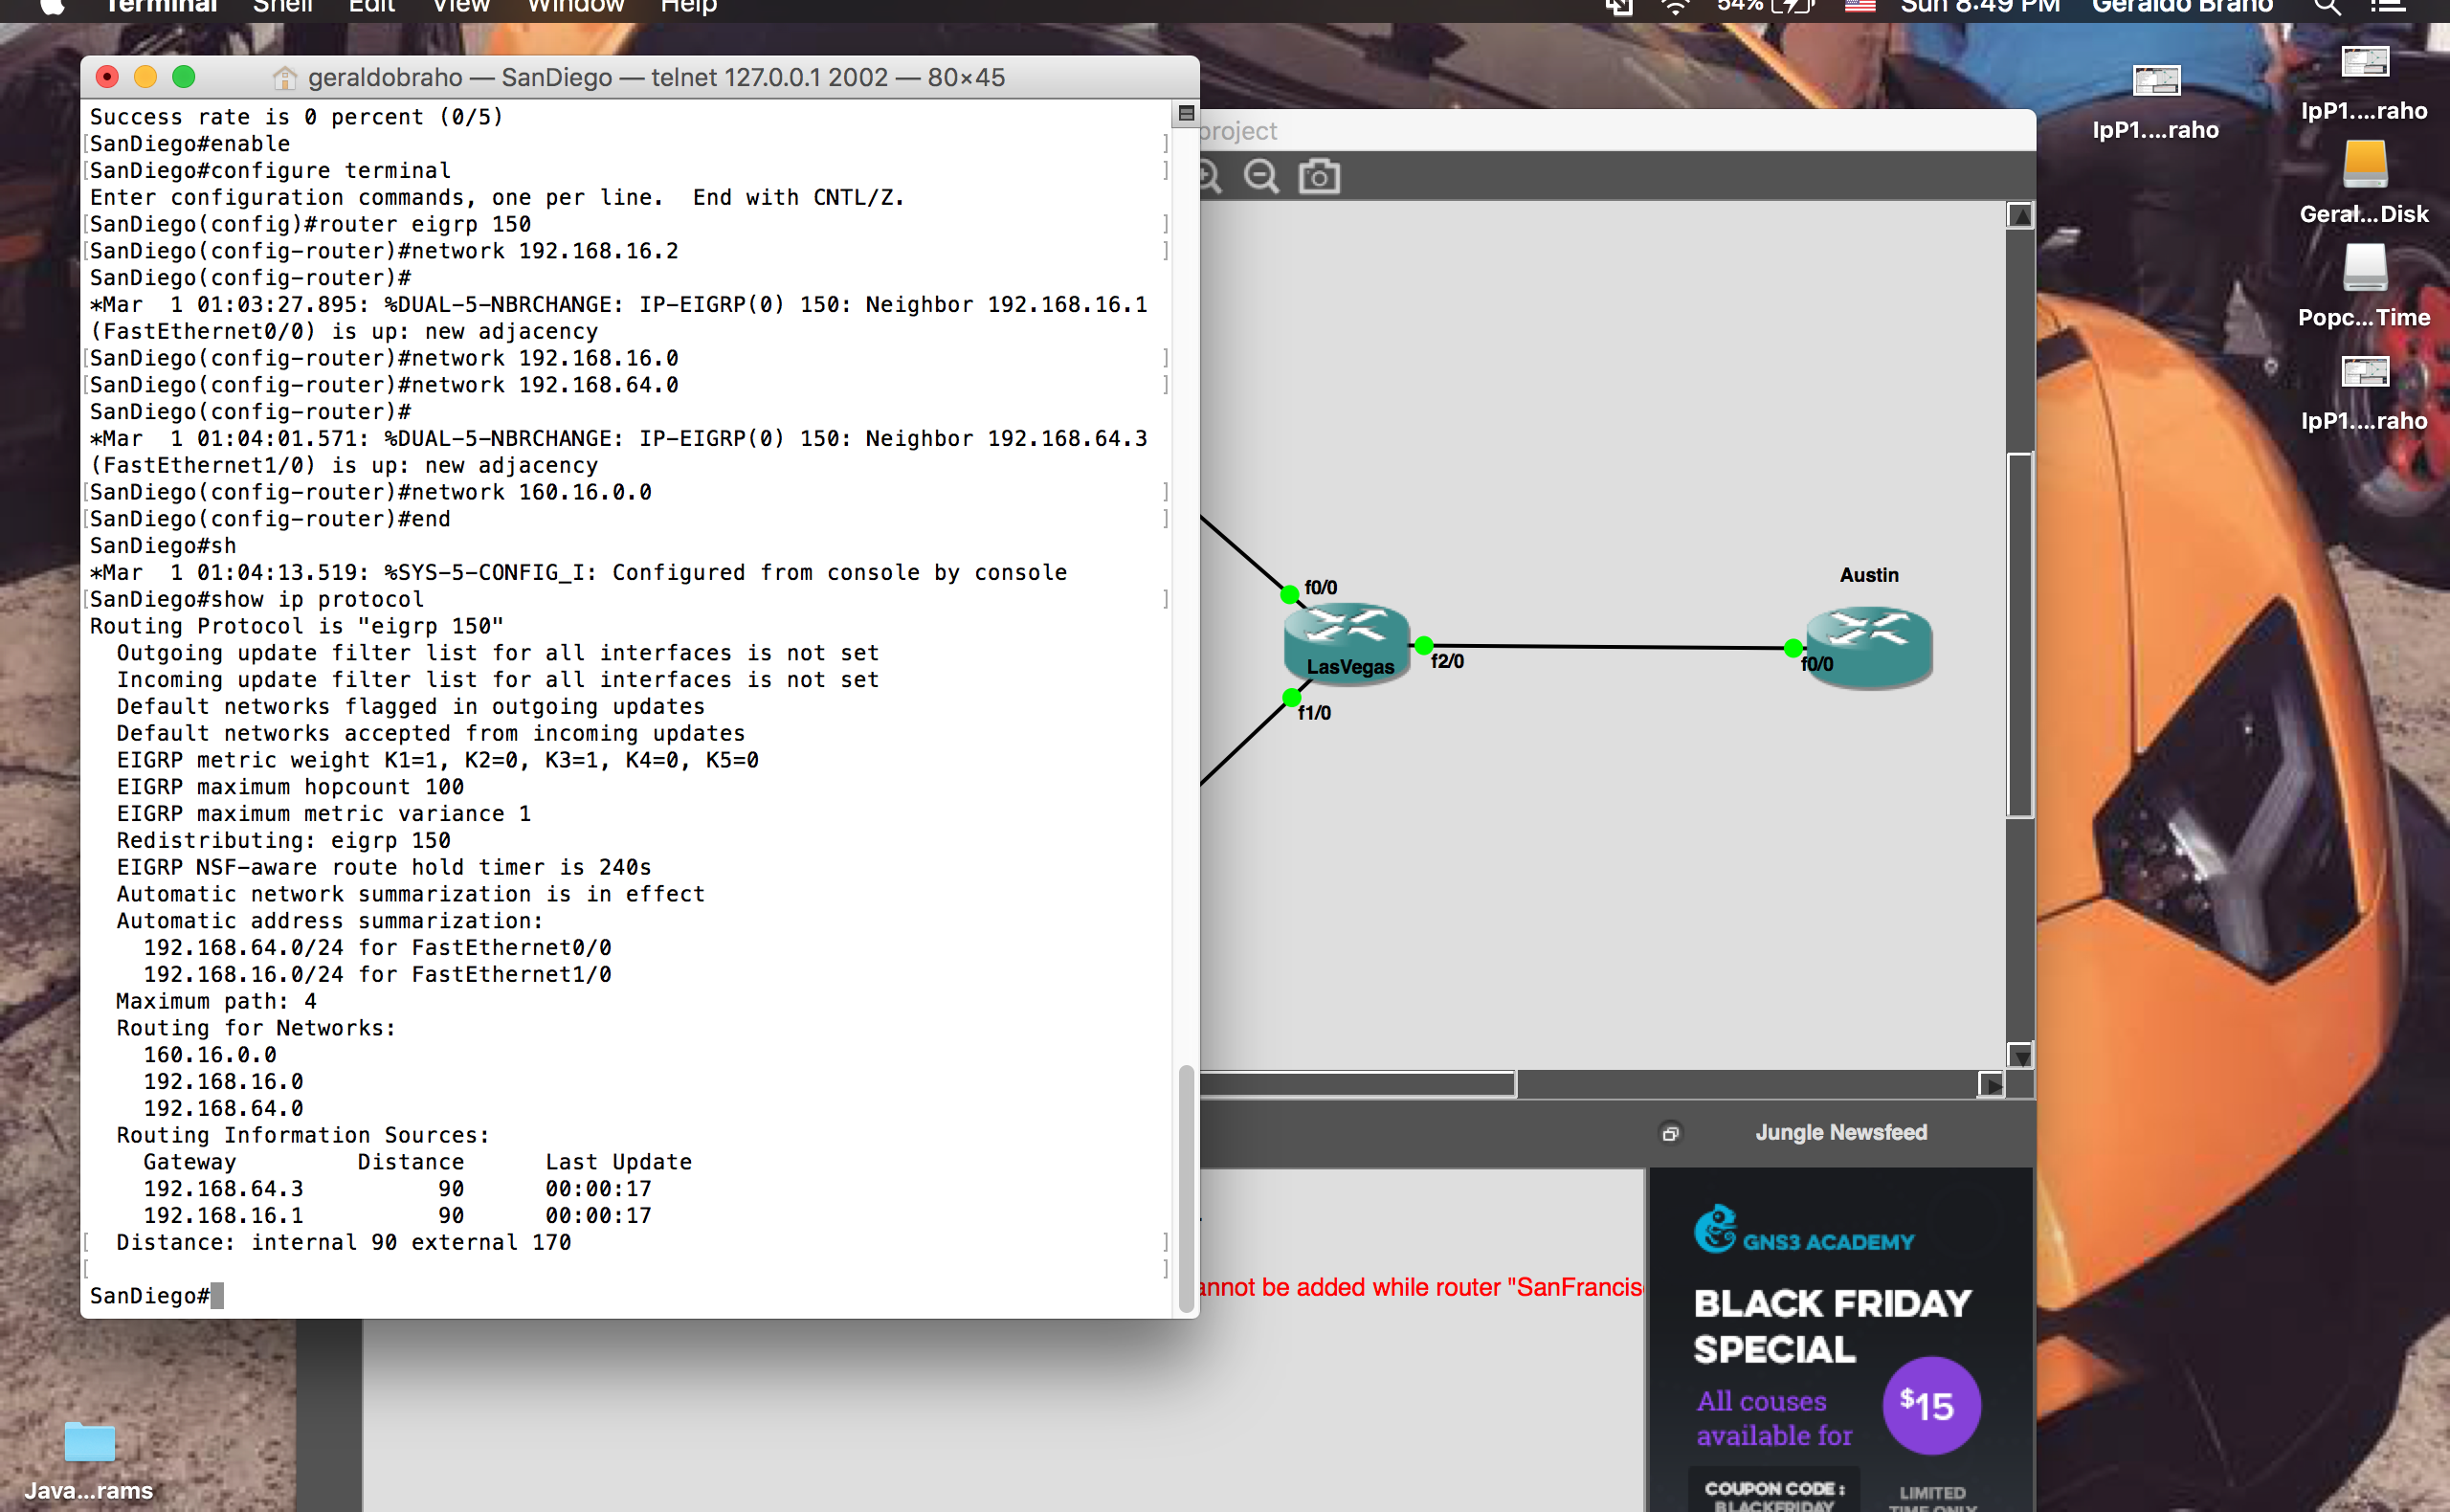 Terminal Shell Edit View Window Help 54% Sun 8:49 PM Geraldo Braho
geraldobraho — SanDiego — telnet 127.0.0.1 2002 — 80×45
Success rate is 0 percent (0/5)
[SanDiego#enable ]
[SanDiego#configure terminal ]
Enter configuration commands, one per line.  End with CNTL/Z.
[SanDiego(config)#router eigrp 150 ]
[SanDiego(config-router)#network 192.168.16.2 ]
SanDiego(config-router)#
*Mar  1 01:03:27.895: %DUAL-5-NBRCHANGE: IP-EIGRP(0) 150: Neighbor 192.168.16.1
(FastEthernet0/0) is up: new adjacency
[SanDiego(config-router)#network 192.168.16.0 ]
[SanDiego(config-router)#network 192.168.64.0 ]
SanDiego(config-router)#
*Mar  1 01:04:01.571: %DUAL-5-NBRCHANGE: IP-EIGRP(0) 150: Neighbor 192.168.64.3
(FastEthernet1/0) is up: new adjacency
[SanDiego(config-router)#network 160.16.0.0 ]
[SanDiego(config-router)#end ]
SanDiego#sh
*Mar  1 01:04:13.519: %SYS-5-CONFIG_I: Configured from console by console
[SanDiego#show ip protocol ]
Routing Protocol is "eigrp 150"
  Outgoing update filter list for all interfaces is not set
  Incoming update filter list for all interfaces is not set
  Default networks flagged in outgoing updates
  Default networks accepted from incoming updates
  EIGRP metric weight K1=1, K2=0, K3=1, K4=0, K5=0
  EIGRP maximum hopcount 100
  EIGRP maximum metric variance 1
  Redistributing: eigrp 150
  EIGRP NSF-aware route hold timer is 240s
  Automatic network summarization is in effect
  Automatic address summarization:
    192.168.64.0/24 for FastEthernet0/0
    192.168.16.0/24 for FastEthernet1/0
  Maximum path: 4
  Routing for Networks:
    160.16.0.0
    192.168.16.0
    192.168.64.0
  Routing Information Sources:
    Gateway         Distance      Last Update
    192.168.64.3          90      00:00:17
    192.168.16.1          90      00:00:17
[  Distance: internal 90 external 170 ]
[ ]
SanDiego#
project
f0/0
LasVegas
f2/0
f1/0
Austin
f0/0
Jungle Newsfeed
annot be added while router "SanFrancis
GNS3 ACADEMY
BLACK FRIDAY
SPECIAL
All couses
available for
$15
COUPON CODE :
BLACKFRIDAY
LIMITED
TIME ONLY
IpP1....raho
IpP1....raho
Geral...Disk
Popc...Time
IpP1....raho
Java...rams